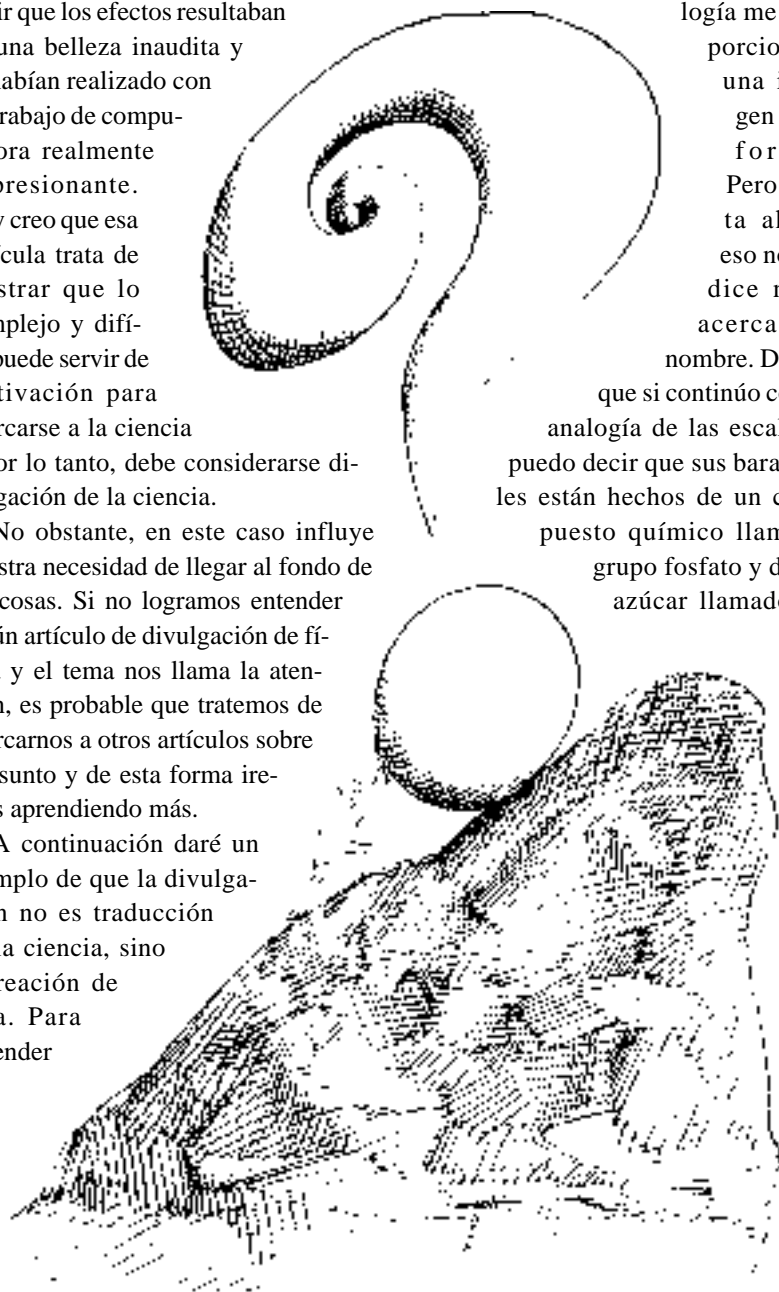 ir que los efectos resultaban
una belleza inaudita y
abían realizado con
rabajo de compu-
ora realmente
presionante.
y creo que esa
ícula trata de
strar que lo
mplejo y difí-
puede servir de
tivación para
rcarse a la ciencia
or lo tanto, debe considerarse di-
gación de la ciencia.
No obstante, en este caso influye
stra necesidad de llegar al fondo de
cosas. Si no logramos entender
ún artículo de divulgación de fí-
y el tema nos llama la aten-
n, es probable que tratemos de
rcarnos a otros artículos sobre
sunto y de esta forma ire-
s aprendiendo más.
A continuación daré un
mplo de que la divulga-
n no es traducción
la ciencia, sino
reación de
a. Para
ender
logía me
porcio
una i
gen
for
Pero
ta al
eso no
dice n
acerca
nombre. D
que si continúo co
analogía de las escal
puedo decir que sus bara
les están hechos de un c
puesto químico llam
grupo fosfato y d
azúcar llamado